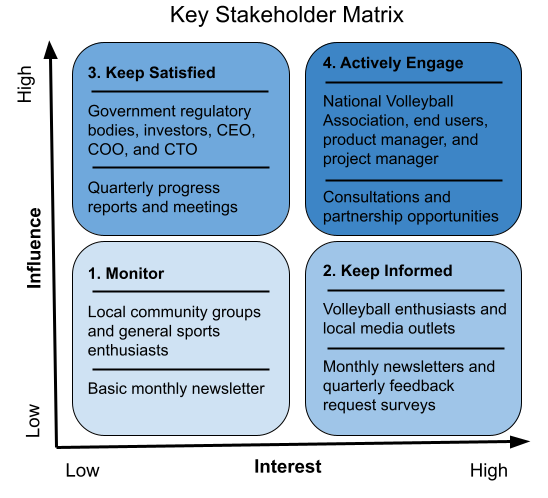 Key Stakeholder Matrix
High
3. Keep Satisfied
Government regulatory
bodies, investors, CEO,
COO, and CTO
Quarterly progress
reports and meetings
4. Actively Engage
National Volleyball
Association, end users,
product manager, and
project manager
Consultations and
partnership opportunities
Influence
1. Monitor
Local community groups
and general sports
enthusiasts
Basic monthly newsletter
2. Keep Informed
Volleyball enthusiasts and
local media outlets
Monthly newsletters and
quarterly feedback
request surveys
Low
Low
Interest
High